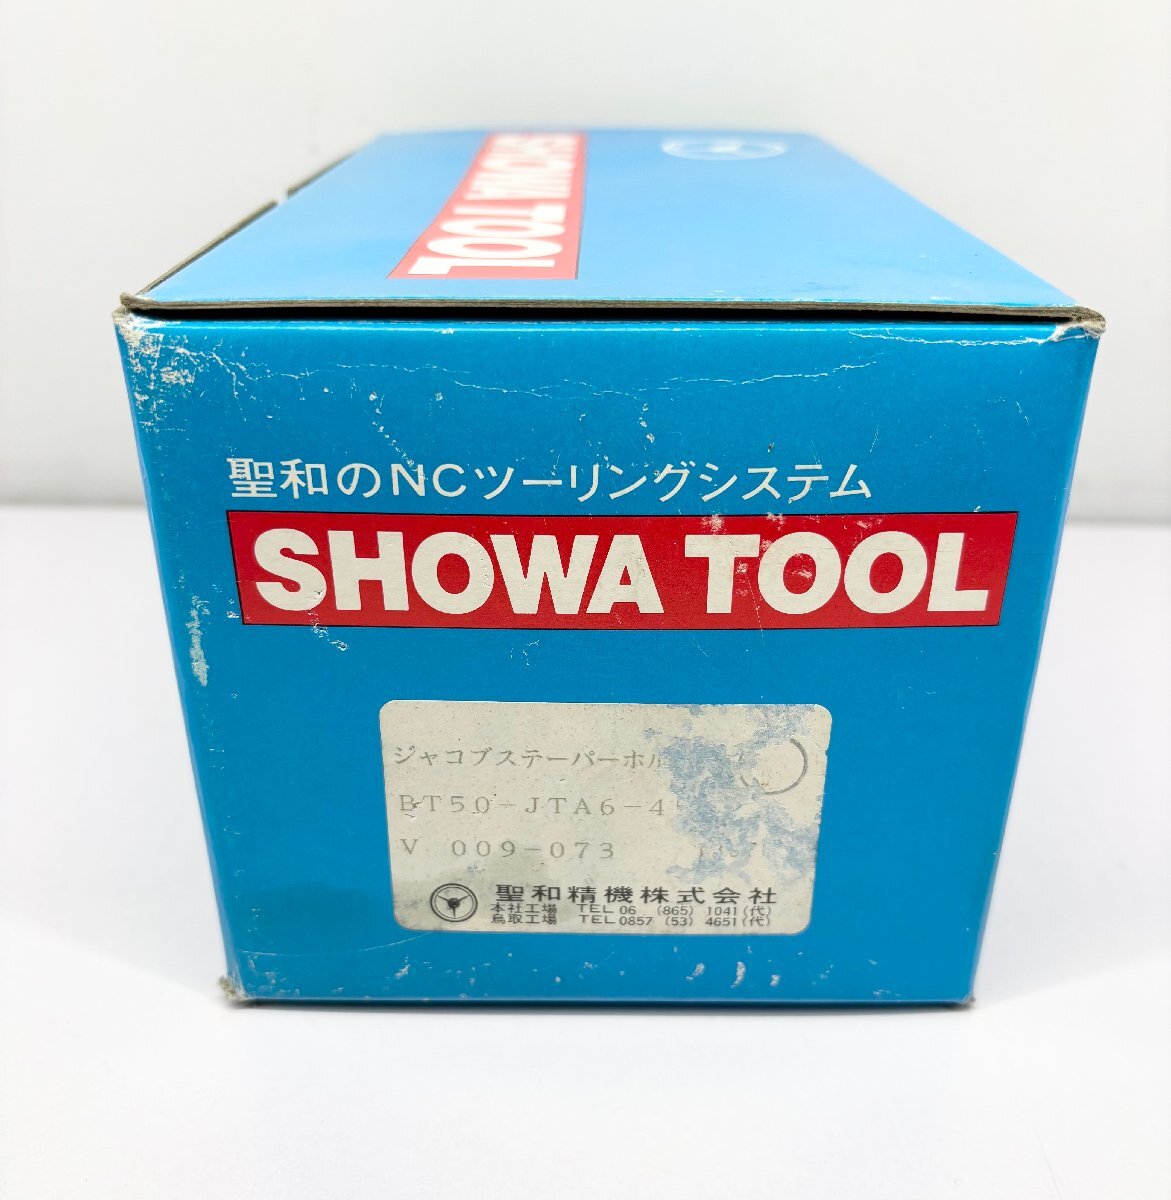 SHOWA TOOL
聖和のNCツーリングシステム
SHOWA TOOL
ジャコブステーパーホル
BT50-JTA6-4
V 009-073
聖和精機株式会社
本社工場 TEL 06 (865) 1041(代)
鳥取工場 TEL 0857 (53) 4651(代)